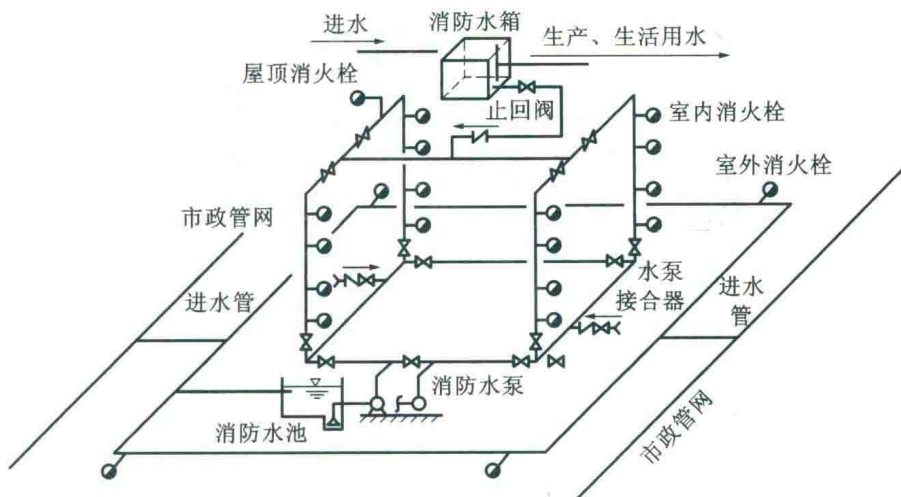 进水
消防水箱
生产、生活用水
屋顶消火栓
止回阀
室内消火栓
室外消火栓
市政管网
进水管
水泵
接合器
进水
管
消防水泵
消防水池
市政管网